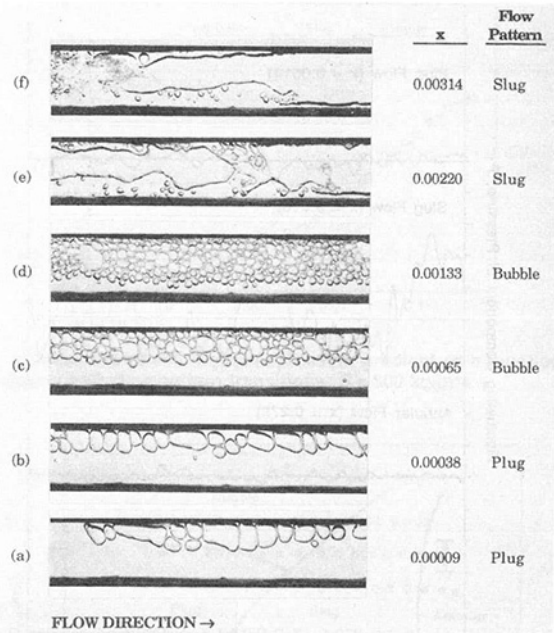 x Flow Pattern
(f) 0.00314 Slug
(e) 0.00220 Slug
(d) 0.00133 Bubble
(c) 0.00065 Bubble
(b) 0.00038 Plug
(a) 0.00009 Plug
FLOW DIRECTION →